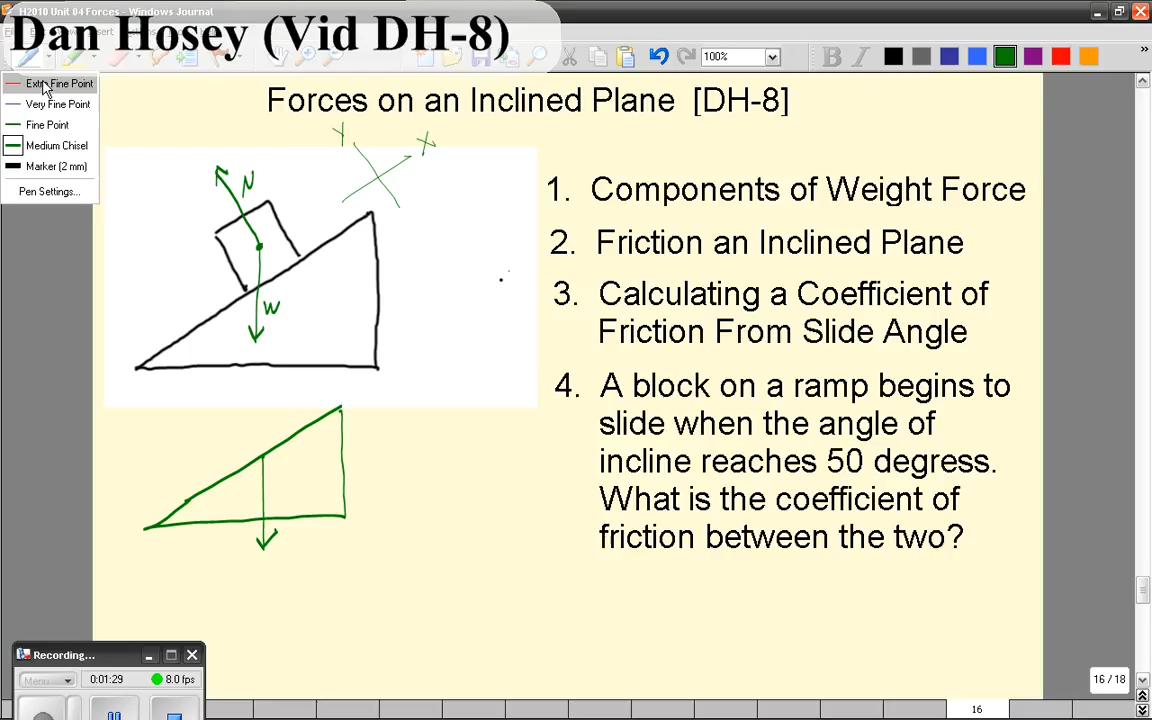 H2010 Unit 04 Forces - Windows Journal
Dan Hosey (Vid DH-8)
100%
B I
Extra Fine Point
Very Fine Point
Fine Point
Medium Chisel
Marker (2 mm)
Pen Settings...
Forces on an Inclined Plane [DH-8]
Y
X
N
W
1. Components of Weight Force
2. Friction an Inclined Plane
3. Calculating a Coefficient of
Friction From Slide Angle
4. A block on a ramp begins to
slide when the angle of
incline reaches 50 degress.
What is the coefficient of
friction between the two?
Recording...
Menu
0:01:29
8.0 fps
16 / 18
16